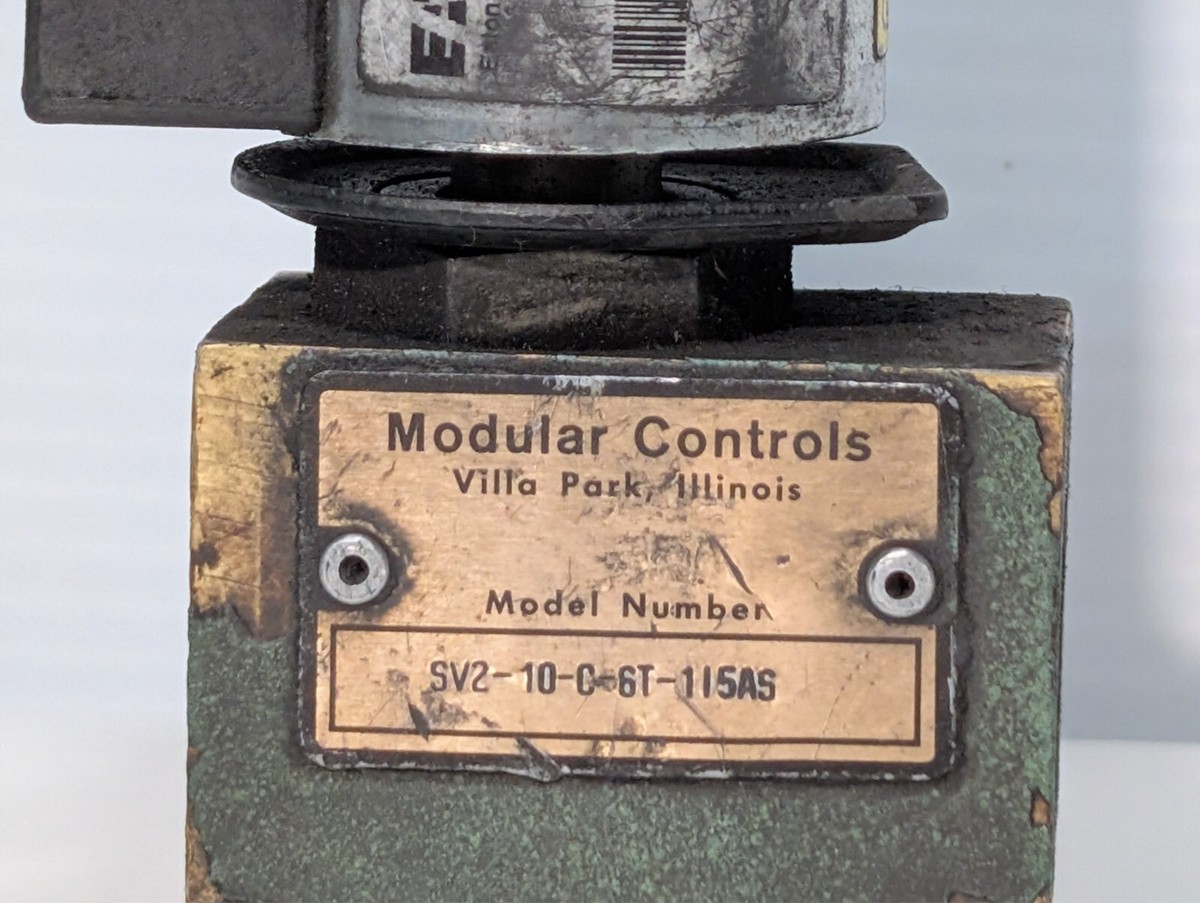 Modular Controls
Villa Park, Illinois
Model Number
SV2-10-C-6T-115AS